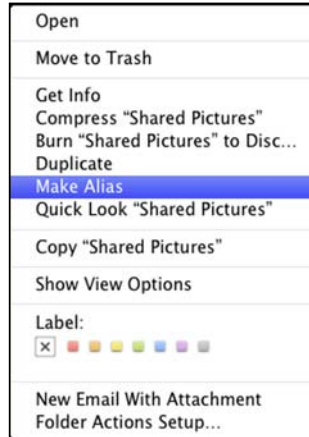 Open
Move to Trash
Get Info
Compress “Shared Pictures”
Burn “Shared Pictures” to Disc...
Duplicate
Make Alias
Quick Look “Shared Pictures”
Copy “Shared Pictures”
Show View Options
Label:
New Email With Attachment
Folder Actions Setup...